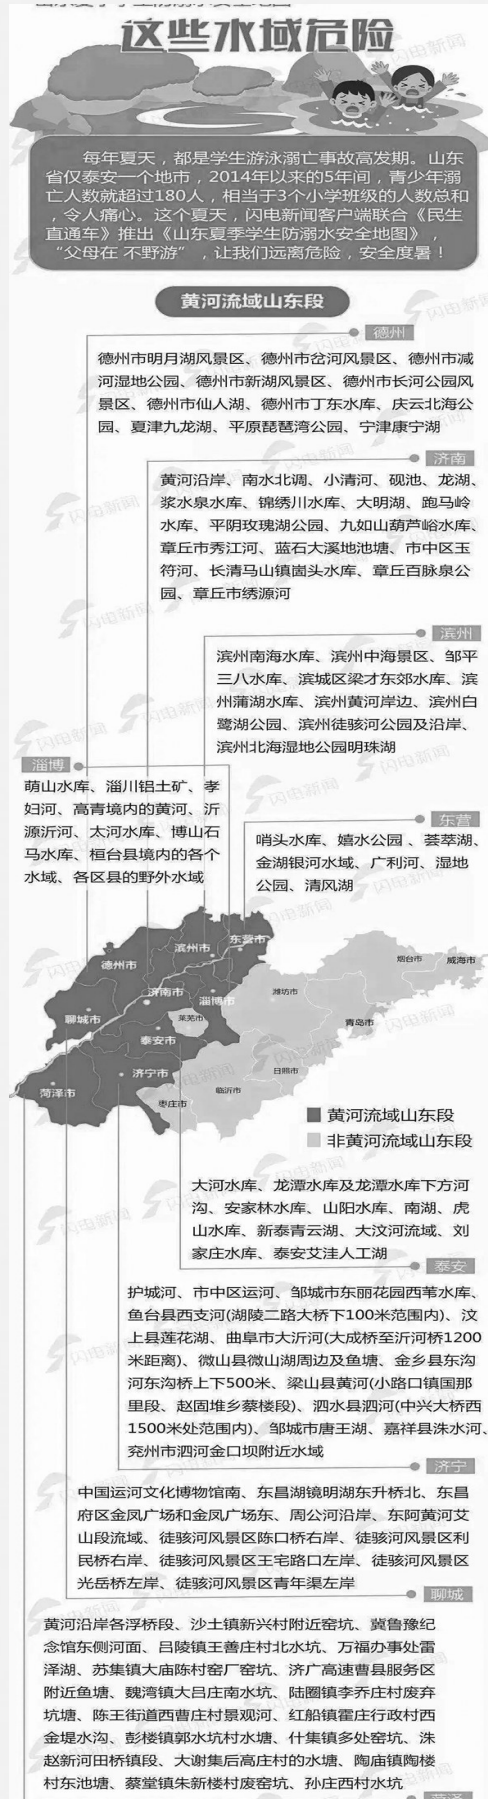 这些水域危险
每年夏天，都是学生游泳溺亡事故高发期。山东
省仅泰安一个地市，2014年以来的5年间，青少年溺
亡人数就超过180人，相当于3个小学班级的人数总和
，令人痛心。这个夏天，闪电新闻客户端联合《民生
直通车》推出《山东夏季学生防溺水安全地图》，
“父母在 不野游”，让我们远离危险，安全度暑！
黄河流域山东段
德州
德州市明月湖风景区、德州市岔河风景区、德州市减
河湿地公园、德州市新湖风景区、德州市长河公园风
景区、德州市仙人湖、德州市丁东水库、庆云北海公
园、夏津九龙湖、平原琵琶湾公园、宁津康宁湖
济南
黄河沿岸、南水北调、小清河、砚池、龙湖、
浆水泉水库、锦绣川水库、大明湖、跑马岭
水库、平阴玫瑰湖公园、九如山葫芦峪水库、
章丘市秀江河、蓝石大溪地池塘、市中区玉
符河、长清马山镇崮头水库、章丘百脉泉公
园、章丘市绣源河
滨州
滨州南海水库、滨州中海景区、邹平
三八水库、滨城区梁才东郊水库、滨
州蒲湖水库、滨州黄河岸边、滨州白
鹭湖公园、滨州徒骇河公园及沿岸、
滨州北海湿地公园明珠湖
淄博
萌山水库、淄川铝土矿、孝
妇河、高青境内的黄河、沂
源沂河、太河水库、博山石
马水库、桓台县境内的各个
水域、各区县的野外水域
东营
哨头水库、嬉水公园 、荟萃湖、
金湖银河水域、广利河、湿地
公园、清风湖
滨州市
东营市
德州市
烟台市
威海市
济南市
淄博市
潍坊市
聊城市
莱芜市
青岛市
泰安市
济宁市
日照市
菏泽市
枣庄市
临沂市
黄河流域山东段
非黄河流域山东段
大河水库、龙潭水库及龙潭水库下方河
沟、安家林水库、山阳水库、南湖、虎
山水库、新泰青云湖、大汶河流域、刘
家庄水库、泰安艾洼人工湖
泰安
护城河、市中区运河、邹城市东丽花园西苇水库、
鱼台县西支河(湖陵二路大桥下100米范围内)、汶
上县莲花湖、曲阜市大沂河(大成桥至沂河桥1200
米距离)、微山县微山湖周边及鱼塘、金乡县东沟
河东沟桥上下500米、梁山县黄河(小路口镇国那
里段、赵固堆乡蔡楼段)、泗水县泗河(中兴大桥西
1500米处范围内)、邹城市唐王湖、嘉祥县洙水河、
兖州市泗河金口坝附近水域
济宁
中国运河文化博物馆南、东昌湖镜明湖东升桥北、东昌
府区金凤广场和金凤广场东、周公河沿岸、东阿黄河艾
山段流域、徒骇河风景区陈口桥右岸、徒骇河风景区利
民桥右岸、徒骇河风景区王宅路口左岸、徒骇河风景区
光岳桥左岸、徒骇河风景区青年渠左岸
聊城
黄河沿岸各浮桥段、沙土镇新兴村附近窑坑、冀鲁豫纪
念馆东侧河面、吕陵镇王善庄村北水坑、万福办事处雷
泽湖、苏集镇大庙陈村窑厂窑坑、济广高速曹县服务区
附近鱼塘、魏湾镇大吕庄南水坑、陆圈镇李乔庄村废弃
坑塘、陈王街道西曹庄村景观河、红船镇霍庄行政村西
金堤水沟、彭楼镇郭水坑村水塘、什集镇多处窑坑、洙
赵新河田桥镇段、大谢集后高庄村的水塘、陶庙镇陶楼
村东池塘、蔡堂镇朱新楼村废窑坑、孙庄西村水坑